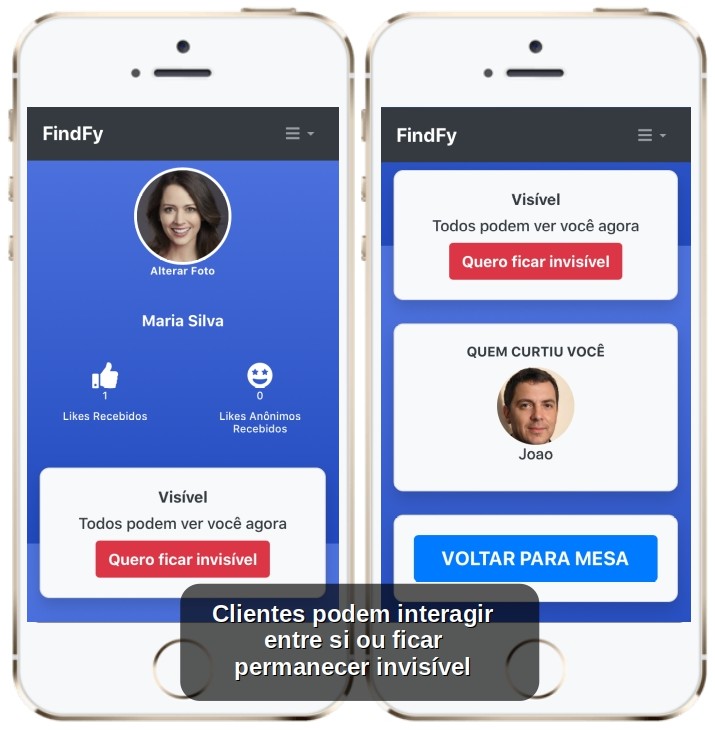 FindFy
Alterar Foto
Maria Silva
1
Likes Recebidos
0
Likes Anônimos
Recebidos
Visível
Todos podem ver você agora
Quero ficar invisível
FindFy
Visível
Todos podem ver você agora
Quero ficar invisível
QUEM CURTIU VOCÊ
Joao
VOLTAR PARA MESA
Clientes podem interagir
entre si ou ficar
permanecer invisível